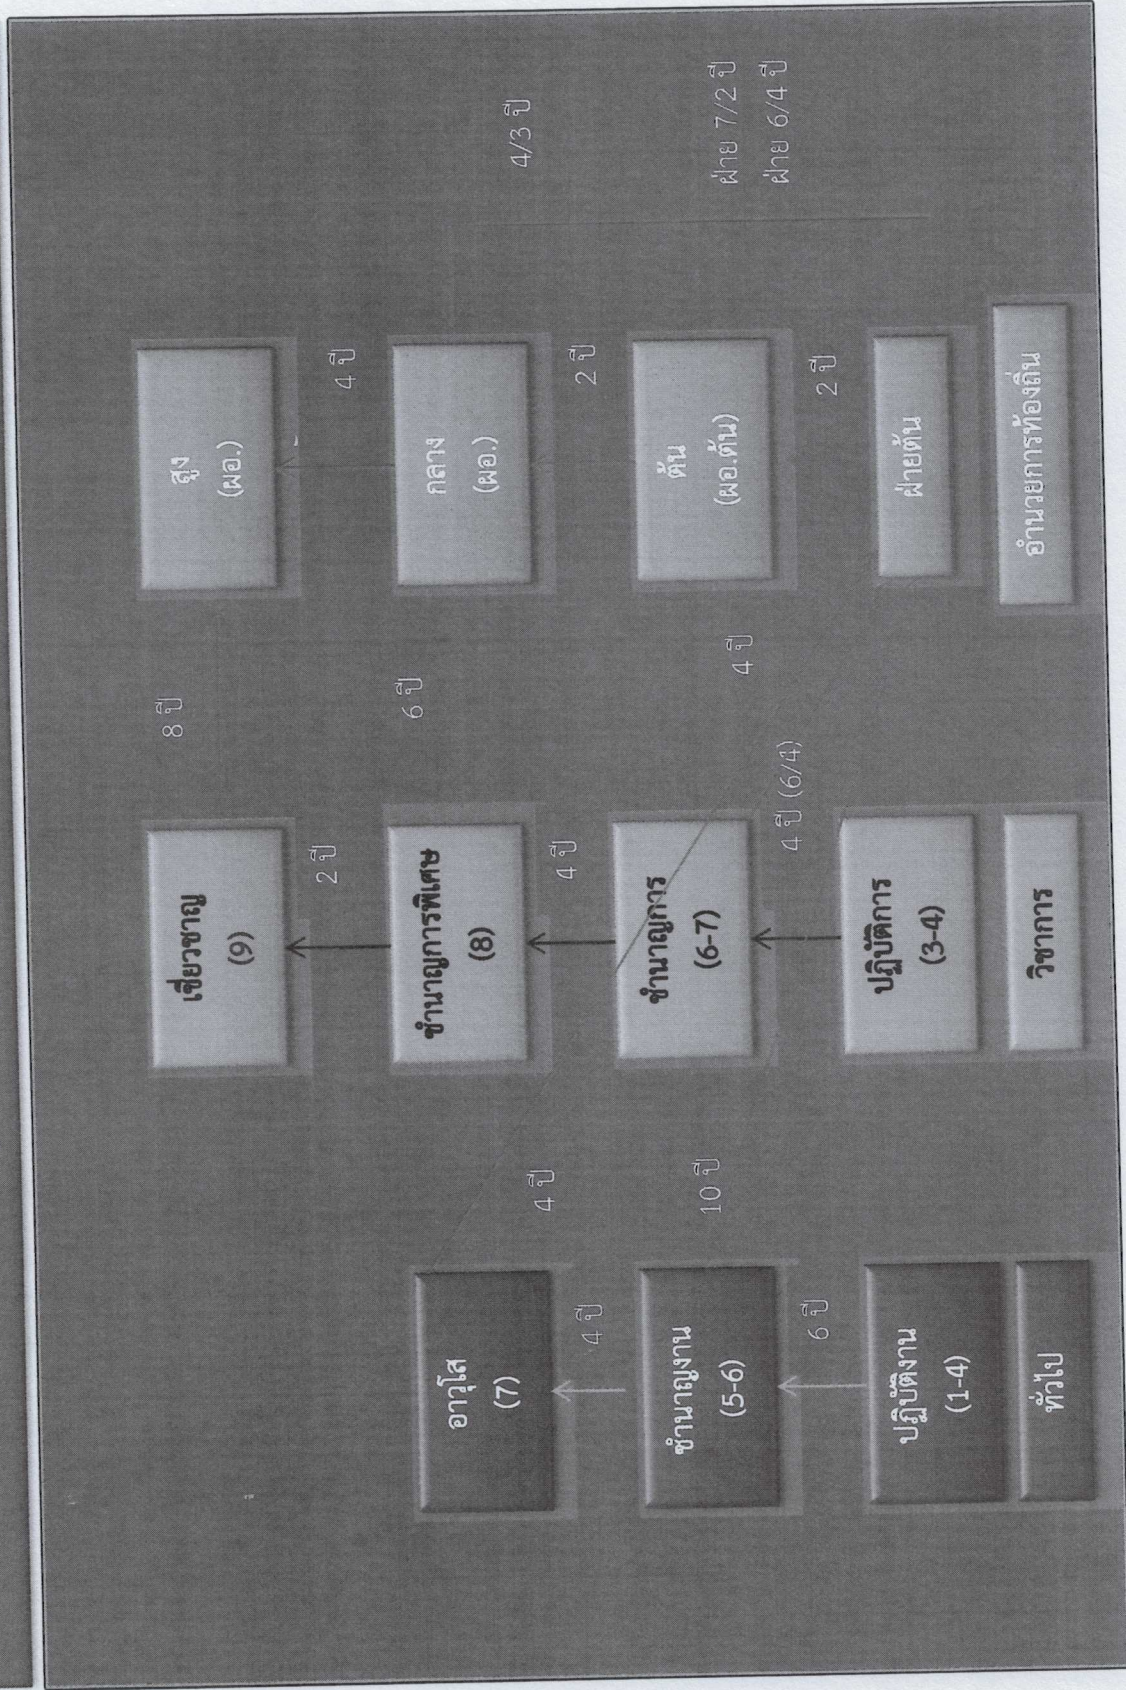 เชี่ยวชาญ
(9)
8 ปี
สูง
(ผอ.)
2 ปี
4 ปี
อาวุโส
(7)
ชำนาญการพิเศษ
(8)
6 ปี
กลาง
(ผอ.)
4/3 ปี
4 ปี
4 ปี
4 ปี
2 ปี
ชำนาญงาน
(5-6)
10 ปี
ชำนาญการ
(6-7)
4 ปี
ต้น
(ผอ.ต้น)
ฝ่าย 7/2 ปี
ฝ่าย 6/4 ปี
6 ปี
4 ปี (6/4)
2 ปี
ปฏิบัติงาน
(1-4)
ปฏิบัติการ
(3-4)
ฝ่ายต้น
ทั่วไป
วิชาการ
อำนวยการท้องถิ่น